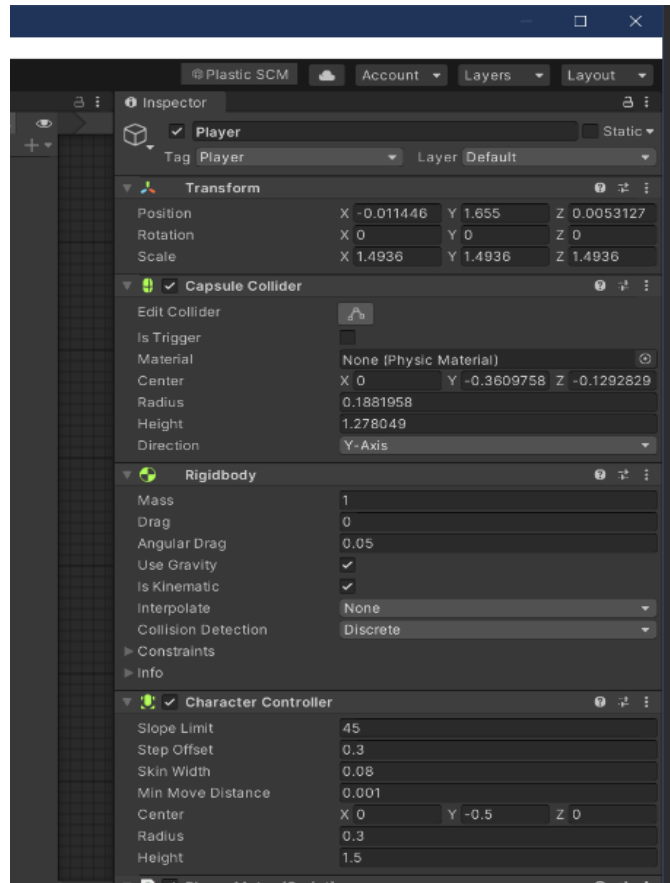 Plastic SCM Account Layers Layout
Inspector
Player Static
Tag Player Layer Default
Transform
Position X -0.011446 Y 1.655 Z 0.0053127
Rotation X 0 Y 0 Z 0
Scale X 1.4936 Y 1.4936 Z 1.4936
Capsule Collider
Edit Collider
Is Trigger
Material None (Physic Material)
Center X 0 Y -0.3609758 Z -0.1292829
Radius 0.1881958
Height 1.278049
Direction Y-Axis
Rigidbody
Mass 1
Drag 0
Angular Drag 0.05
Use Gravity
Is Kinematic
Interpolate None
Collision Detection Discrete
Constraints
Info
Character Controller
Slope Limit 45
Step Offset 0.3
Skin Width 0.08
Min Move Distance 0.001
Center X 0 Y -0.5 Z 0
Radius 0.3
Height 1.5